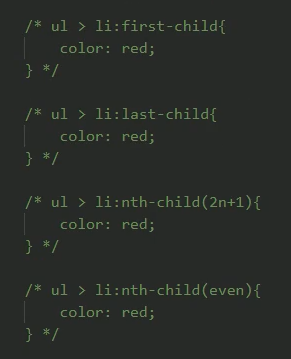 /* ul > li:first-child{
    color: red;
} */

/* ul > li:last-child{
    color: red;
} */

/* ul > li:nth-child(2n+1){
    color: red;
} */

/* ul > li:nth-child(even){
    color: red;
} */